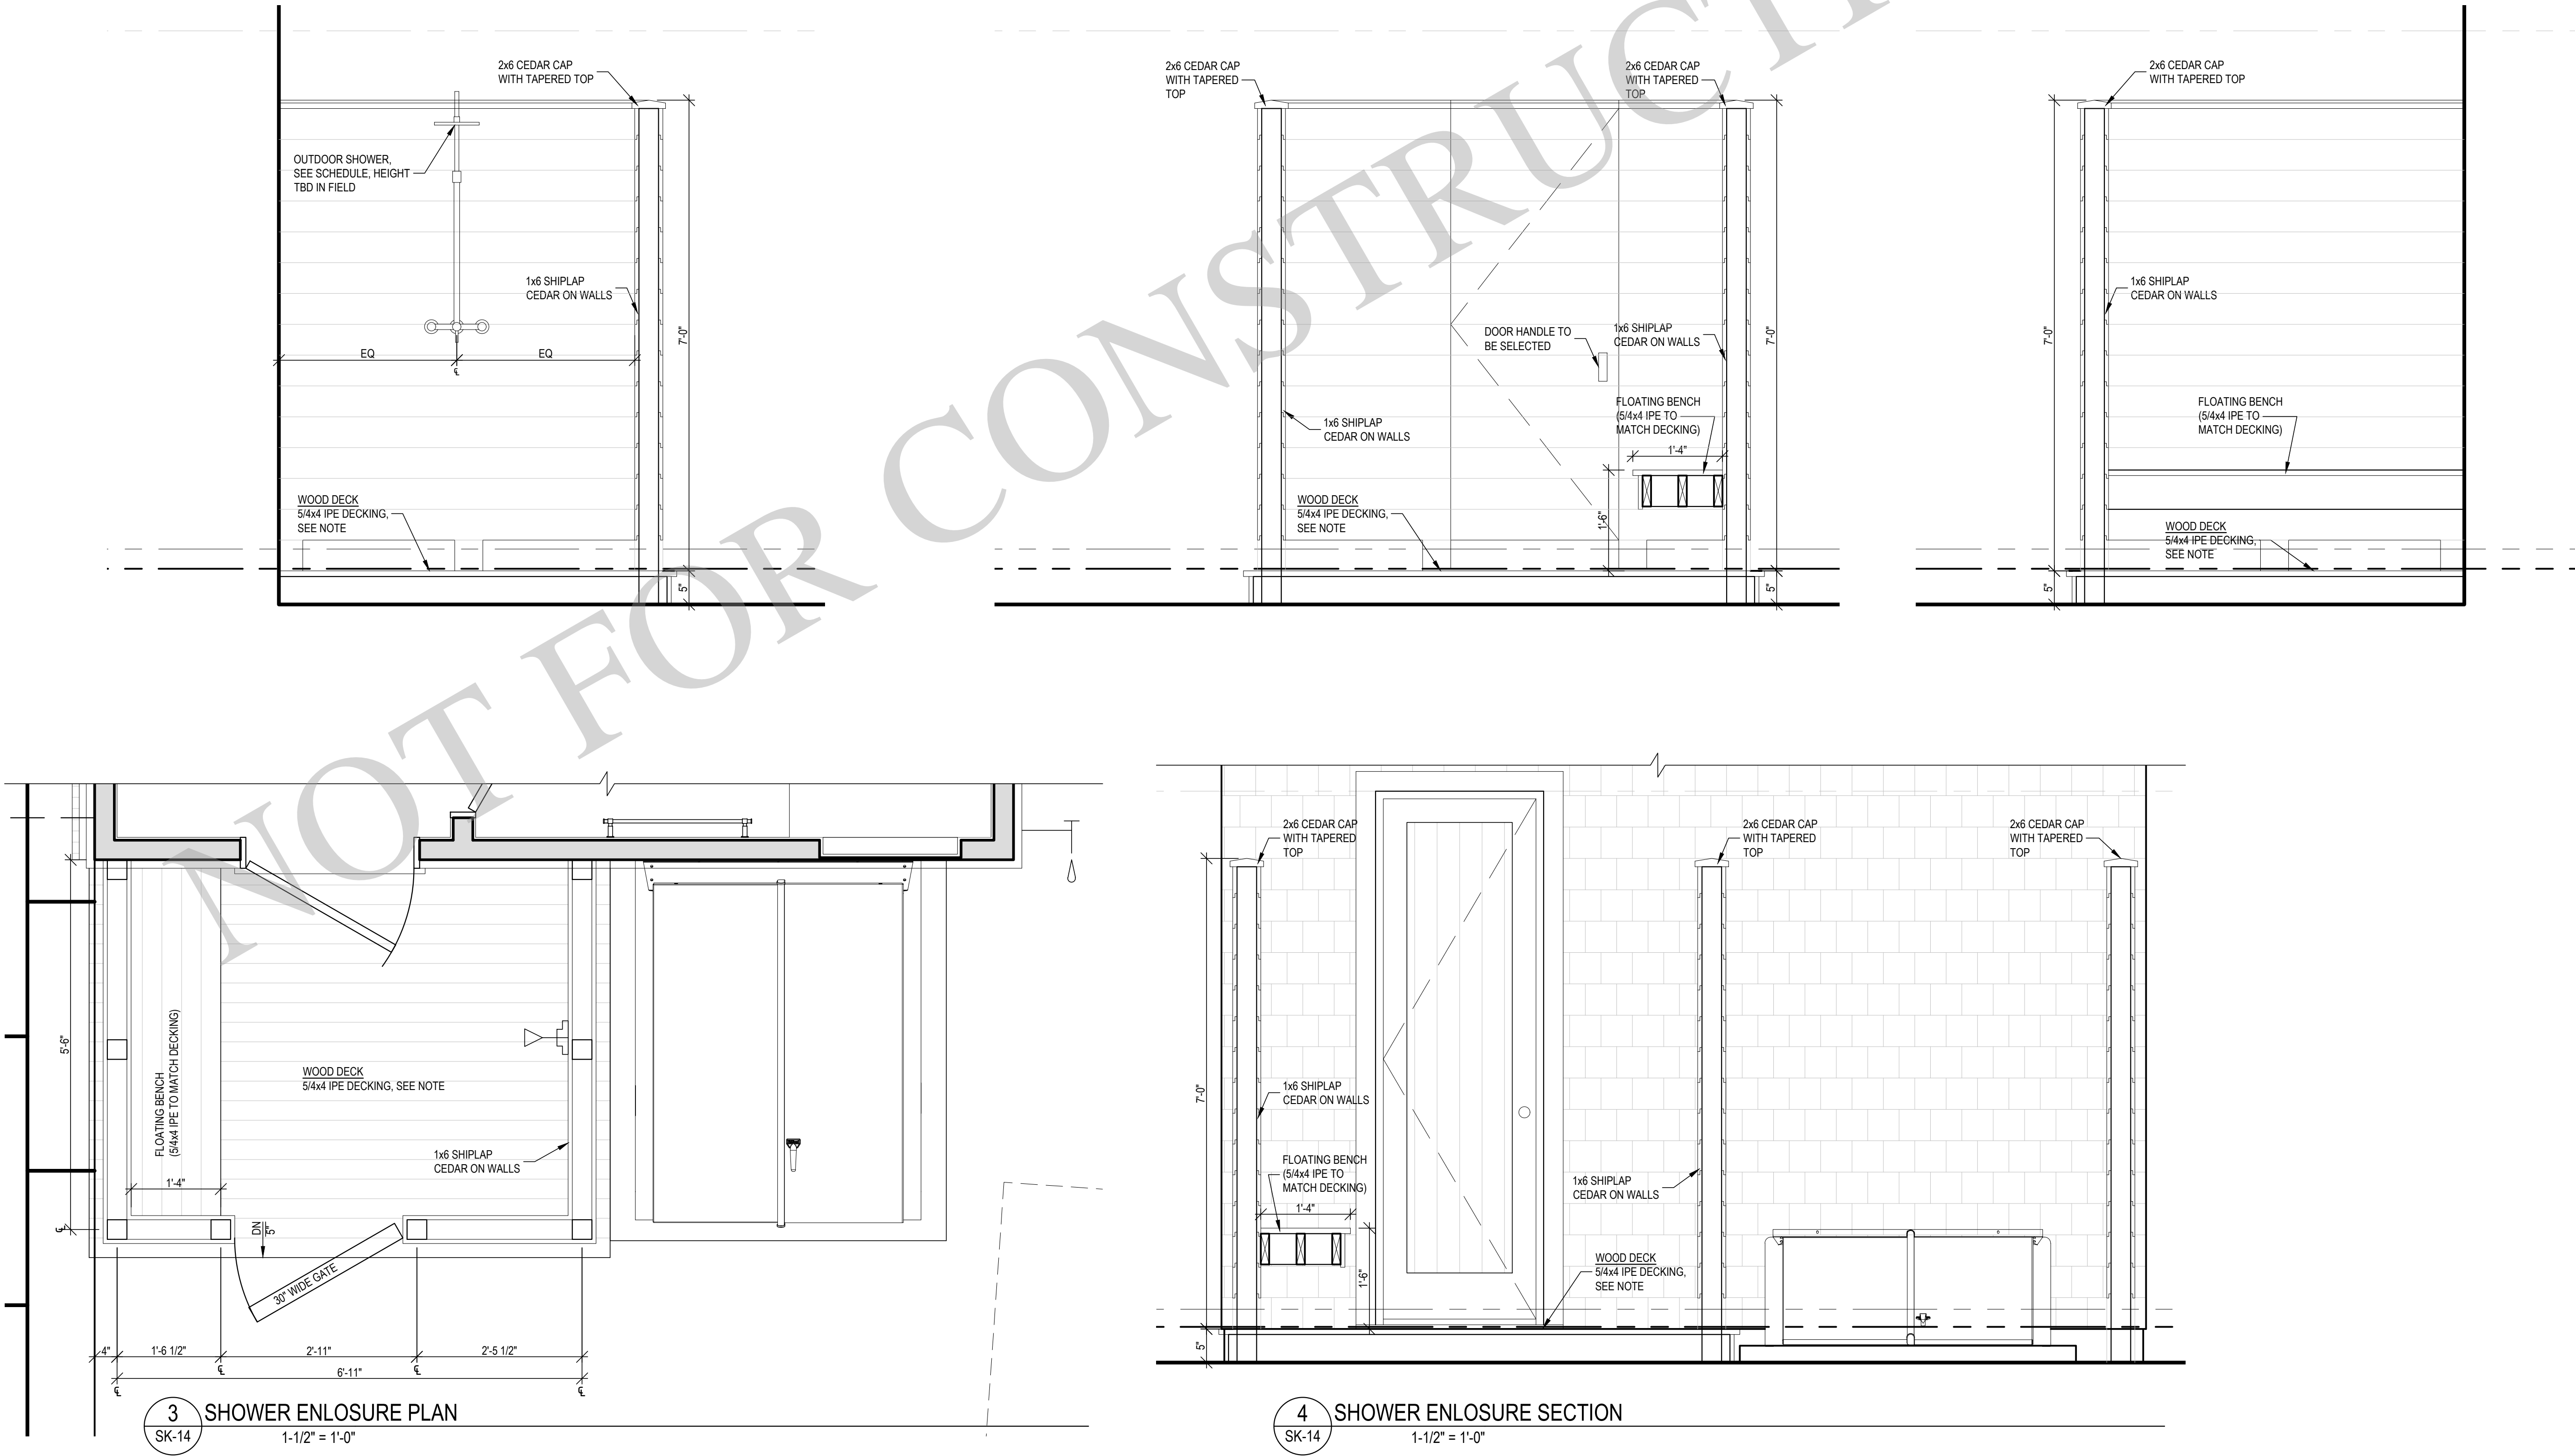 NOT FOR CONSTRUCTI
2x6 CEDAR CAP
WITH TAPERED TOP
OUTDOOR SHOWER,
SEE SCHEDULE, HEIGHT
TBD IN FIELD
1x6 SHIPLAP
CEDAR ON WALLS
7'-0"
EQ
EQ
℄
WOOD DECK
5/4x4 IPE DECKING,
SEE NOTE
5"
2x6 CEDAR CAP
WITH TAPERED
TOP
2x6 CEDAR CAP
WITH TAPERED
TOP
DOOR HANDLE TO
BE SELECTED
1x6 SHIPLAP
CEDAR ON WALLS
7'-0"
FLOATING BENCH
(5/4x4 IPE TO
MATCH DECKING)
1'-4"
1x6 SHIPLAP
CEDAR ON WALLS
WOOD DECK
5/4x4 IPE DECKING,
SEE NOTE
1'-6"
5"
2x6 CEDAR CAP
WITH TAPERED TOP
1x6 SHIPLAP
CEDAR ON WALLS
7'-0"
FLOATING BENCH
(5/4x4 IPE TO
MATCH DECKING)
WOOD DECK
5/4x4 IPE DECKING,
SEE NOTE
5"
5'-6"
℄
FLOATING BENCH
(5/4x4 IPE TO MATCH DECKING)
WOOD DECK
5/4x4 IPE DECKING, SEE NOTE
1x6 SHIPLAP
CEDAR ON WALLS
1'-4"
DN
5"
30" WIDE GATE
4"
1'-6 1/2"
2'-11"
2'-5 1/2"
℄
℄
6'-11"
℄
℄
3
SK-14
SHOWER ENLOSURE PLAN
1-1/2" = 1'-0"
2x6 CEDAR CAP
WITH TAPERED
TOP
2x6 CEDAR CAP
WITH TAPERED
TOP
2x6 CEDAR CAP
WITH TAPERED
TOP
7'-0"
1x6 SHIPLAP
CEDAR ON WALLS
FLOATING BENCH
(5/4x4 IPE TO
MATCH DECKING)
1'-4"
1'-6"
1x6 SHIPLAP
CEDAR ON WALLS
WOOD DECK
5/4x4 IPE DECKING,
SEE NOTE
5"
4
SK-14
SHOWER ENLOSURE SECTION
1-1/2" = 1'-0"